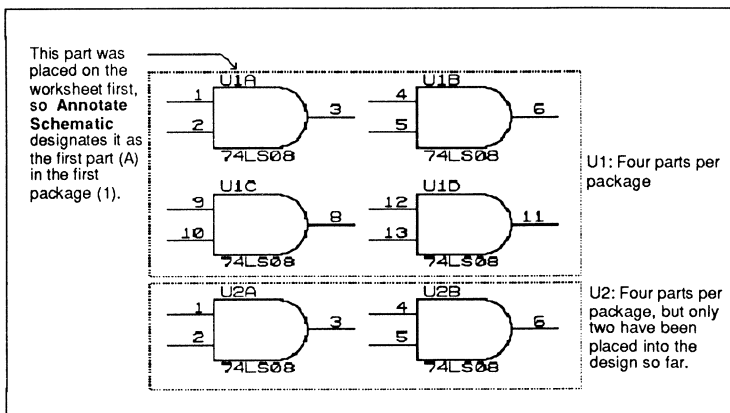 This part was
placed on the
worksheet first,
so Annotate
Schematic
designates it as
the first part (A)
in the first
package (1).
U1A
1
2
3
74LS08
U1B
4
5
6
74LS08
U1C
9
10
8
74LS08
U1D
12
13
11
74LS08
U1: Four parts per
package
U2A
1
2
3
74LS08
U2B
4
5
6
74LS08
U2: Four parts per
package, but only
two have been
placed into the
design so far.